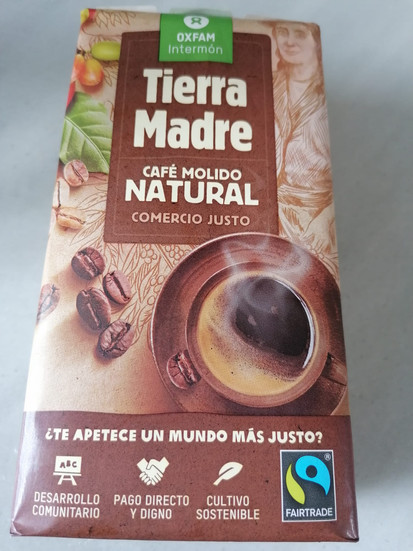 OXFAM
Intermón
Tierra
Madre
CAFÉ MOLIDO
NATURAL
COMERCIO JUSTO
¿TE APETECE UN MUNDO MÁS JUSTO?
ABC
DESARROLLO
COMUNITARIO
PAGO DIRECTO
Y DIGNO
CULTIVO
SOSTENIBLE
FAIRTRADE